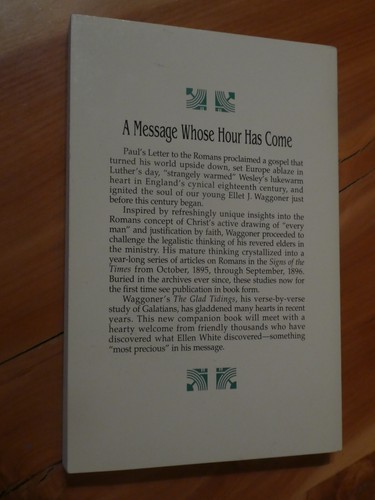 A Message Whose Hour Has Come
Paul's Letter to the Romans proclaimed a gospel that
turned his world upside down, set Europe ablaze in
Luther's day, "strangely warmed" Wesley's lukewarm
heart in England's cynical eighteenth century, and
ignited the soul of our young Ellet J. Waggoner just
before this century began.
Inspired by refreshingly unique insights into the
Romans concept of Christ's active drawing of "every
man" and justification by faith, Waggoner proceeded to
challenge the legalistic thinking of his revered elders in
the ministry. His mature thinking crystallized into a
year-long series of articles on Romans in the Signs of the
Times from October, 1895, through September, 1896.
Buried in the archives ever since, these studies now for
the first time see publication in book form.
Waggoner's The Glad Tidings, his verse-by-verse
study of Galatians, has gladdened many hearts in recent
years. This new companion book will meet with a
hearty welcome from friendly thousands who have
discovered what Ellen White discovered—something
"most precious" in his message.